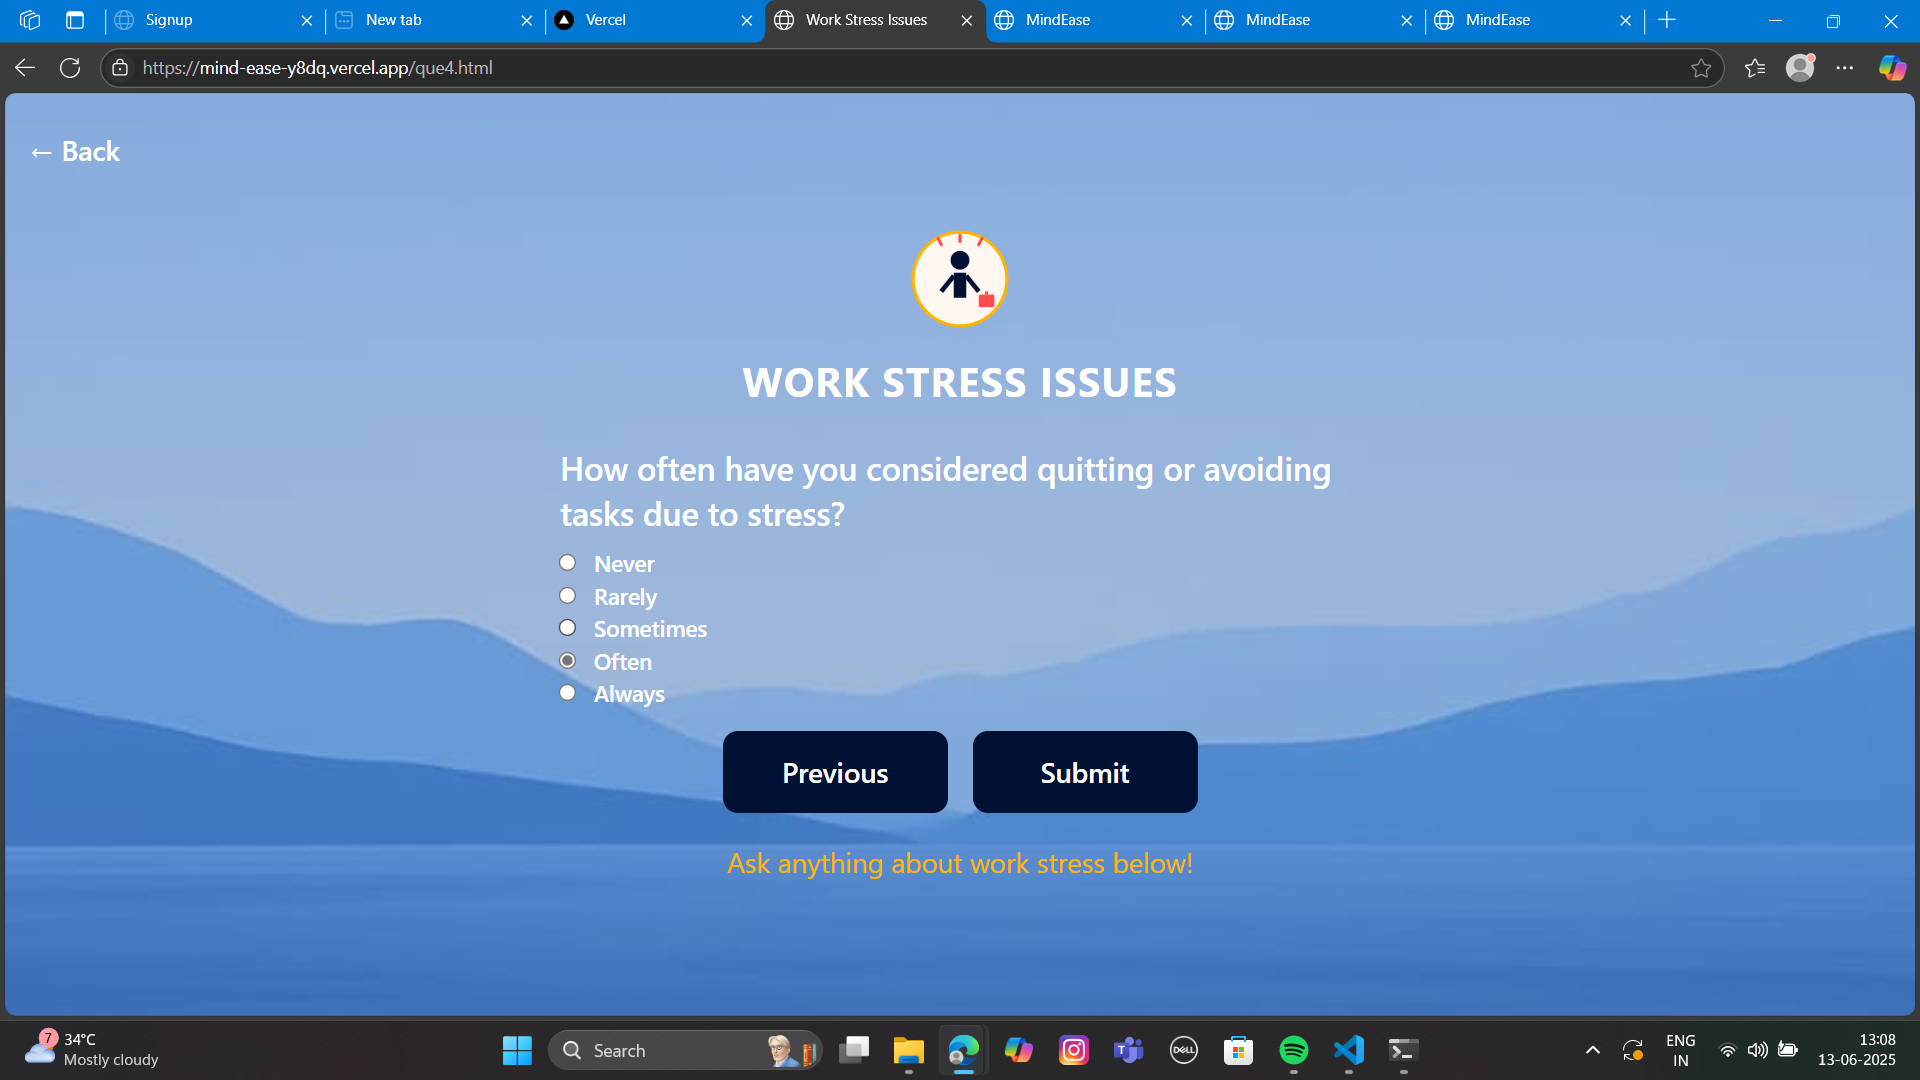 Signup
New tab
Vercel
Work Stress Issues
MindEase
MindEase
MindEase
https://mind-ease-y8dq.vercel.app/que4.html
← Back
WORK STRESS ISSUES
How often have you considered quitting or avoiding
tasks due to stress?
Never
Rarely
Sometimes
Often
Always
Previous
Submit
Ask anything about work stress below!
7
34°C
Mostly cloudy
Search
DELL
ENG
IN
13:08
13-06-2025